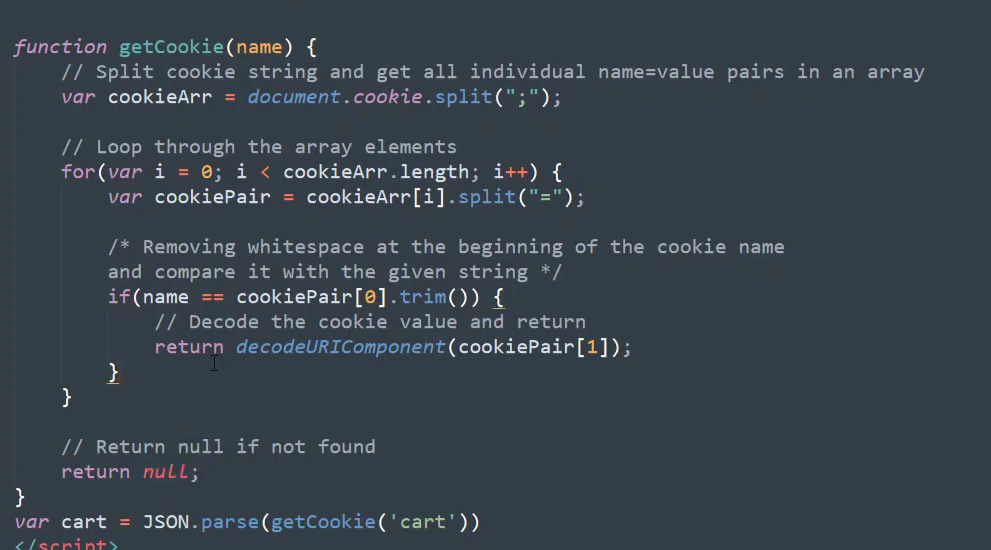 function getCookie(name) {
    // Split cookie string and get all individual name=value pairs in an array
    var cookieArr = document.cookie.split(";");

    // Loop through the array elements
    for(var i = 0; i < cookieArr.length; i++) {
        var cookiePair = cookieArr[i].split("=");

        /* Removing whitespace at the beginning of the cookie name
        and compare it with the given string */
        if(name == cookiePair[0].trim()) {
            // Decode the cookie value and return
            return decodeURIComponent(cookiePair[1]);
        }
    }

    // Return null if not found
    return null;
}
var cart = JSON.parse(getCookie('cart'))
</script>